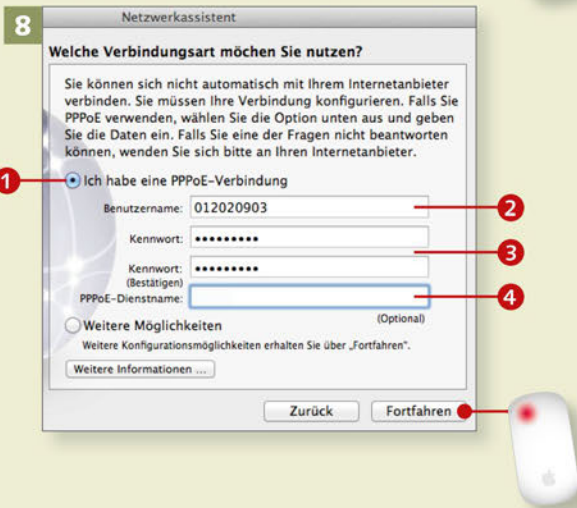 8
Netzwerkassistent
Welche Verbindungsart möchen Sie nutzen?
Sie können sich nicht automatisch mit Ihrem Internetanbieter
verbinden. Sie müssen Ihre Verbindung konfigurieren. Falls Sie
PPPoE verwenden, wählen Sie die Option unten aus und geben
Sie die Daten ein. Falls Sie eine der Fragen nicht beantworten
können, wenden Sie sich bitte an Ihren Internetanbieter.
1 Ich habe eine PPPoE-Verbindung
Benutzername: 012020903 2
Kennwort: •••••••••
3
Kennwort: •••••••••
(Bestätigen)
PPPoE-Dienstname: 4
(Optional)
Weitere Möglichkeiten
Weitere Konfigurationsmöglichkeiten erhalten Sie über „Fortfahren".
Weitere Informationen ...
Zurück Fortfahren